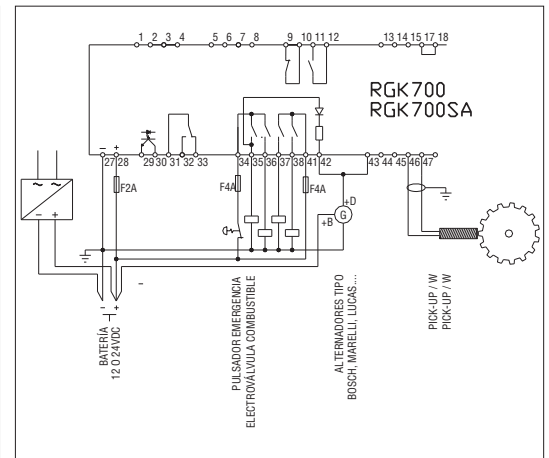 1 2 3 4 5 6 7 8 9 10 11 12 13 14 15 17 18
RGK700
RGK700SA
− +
27 28 29 30 31 32 33 34 35 36 37 38 41 42 43 44 45 46 47
~ ~
− +
F2A
F4A
F4A
+D
+B
G
−
BATERÍA
12 O 24VDC
PULSADOR EMERGENCIA
ELECTROVÁLVULA COMBUSTIBLE
ALTERNADORES TIPO
BOSCH, MARELLI, LUCAS....
PICK-UP / W
PICK-UP / W